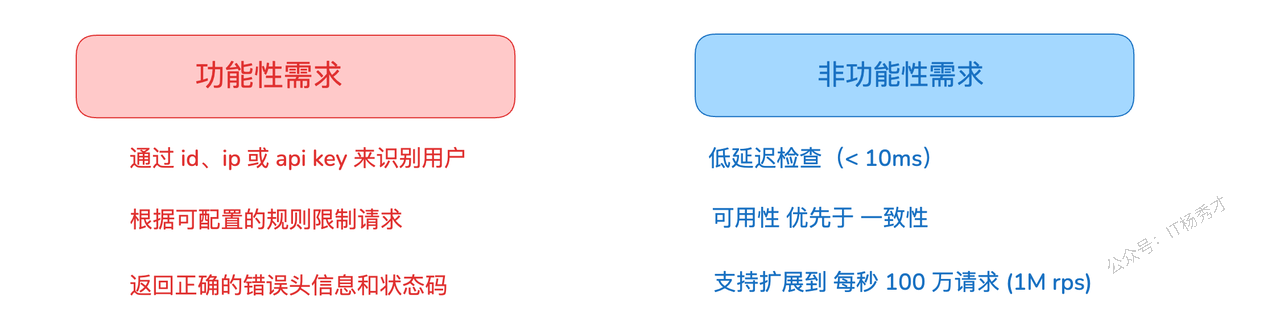 功能性需求
通过 id、ip 或 api key 来识别用户
根据可配置的规则限制请求
返回正确的错误头信息和状态码
非功能性需求
低延迟检查（< 10ms）
可用性 优先于 一致性
支持扩展到 每秒 100 万请求 (1M rps)
公众号：IT杨秀才